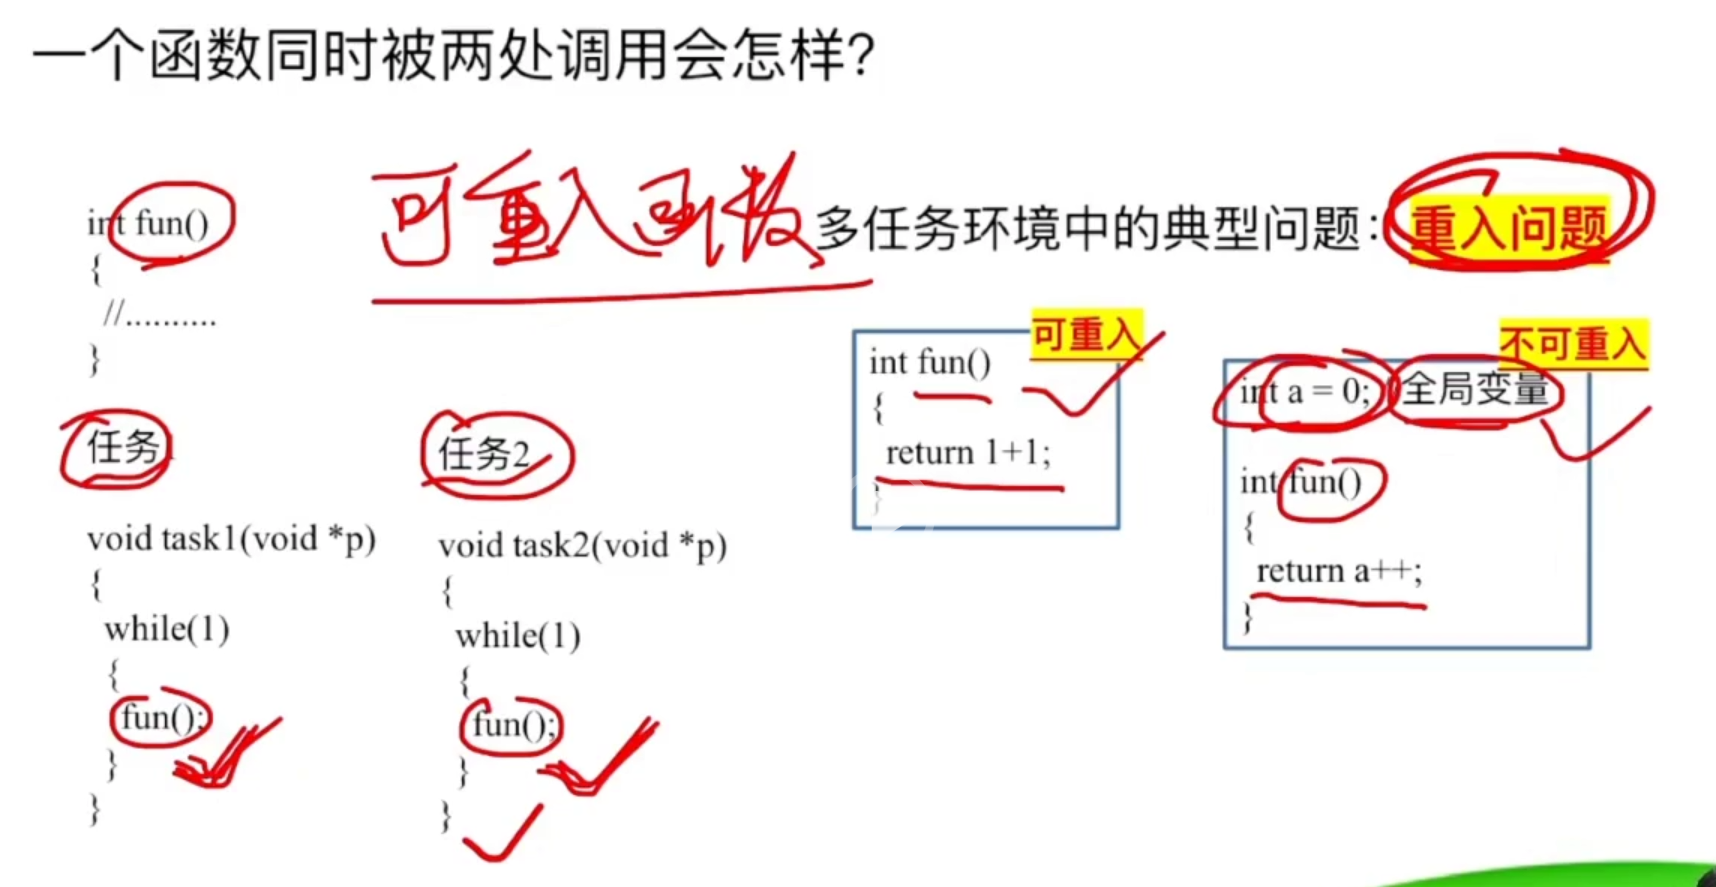 一个函数同时被两处调用会怎样？
int fun()
{
//..........
}
可重入函数
多任务环境中的典型问题：重入问题
任务
void task1(void *p)
{
while(1)
{
fun();
}
}
任务2
void task2(void *p)
{
while(1)
{
fun();
}
}
可重入
int fun()
{
return 1+1;
}
不可重入
int a = 0; 全局变量
int fun()
{
return a++;
}